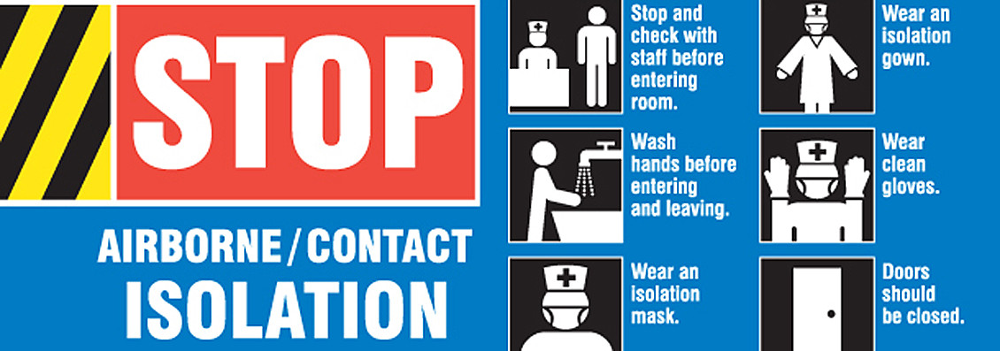 STOP
AIRBORNE/CONTACT
ISOLATION
Stop and
check with
staff before
entering
room.
Wash
hands before
entering
and leaving.
Wear an
isolation
mask.
Wear an
isolation
gown.
Wear
clean
gloves.
Doors
should
be closed.